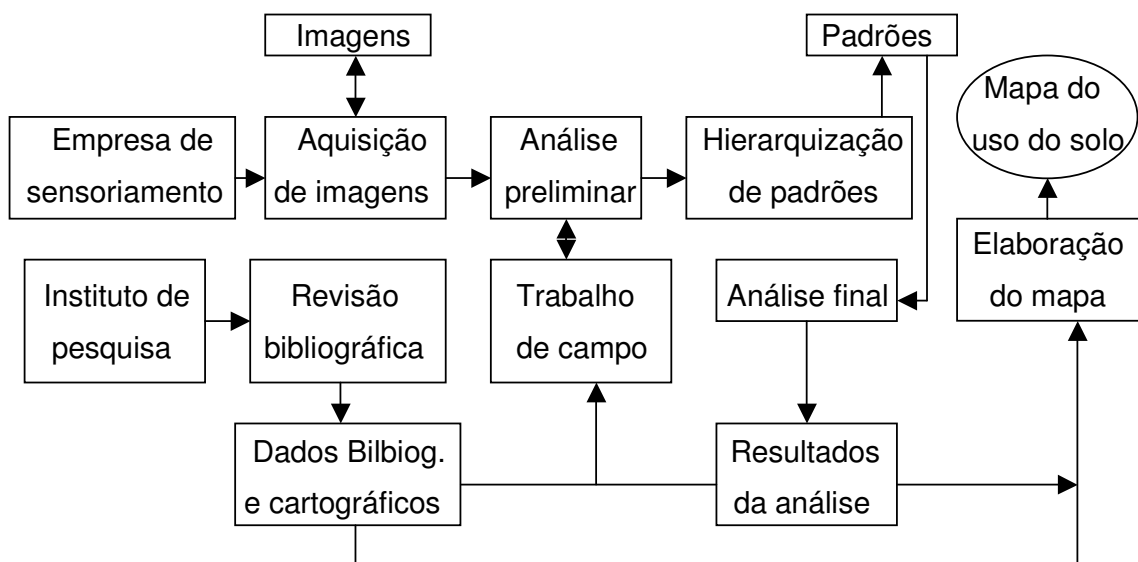 Imagens
Padrões
Mapa do
uso do solo
Empresa de
sensoriamento
Aquisição
de imagens
Análise
preliminar
Hierarquização
de padrões
Elaboração
do mapa
Instituto de
pesquisa
Revisão
bibliográfica
Trabalho
de campo
Análise final
Dados Bilbiog.
e cartográficos
Resultados
da análise